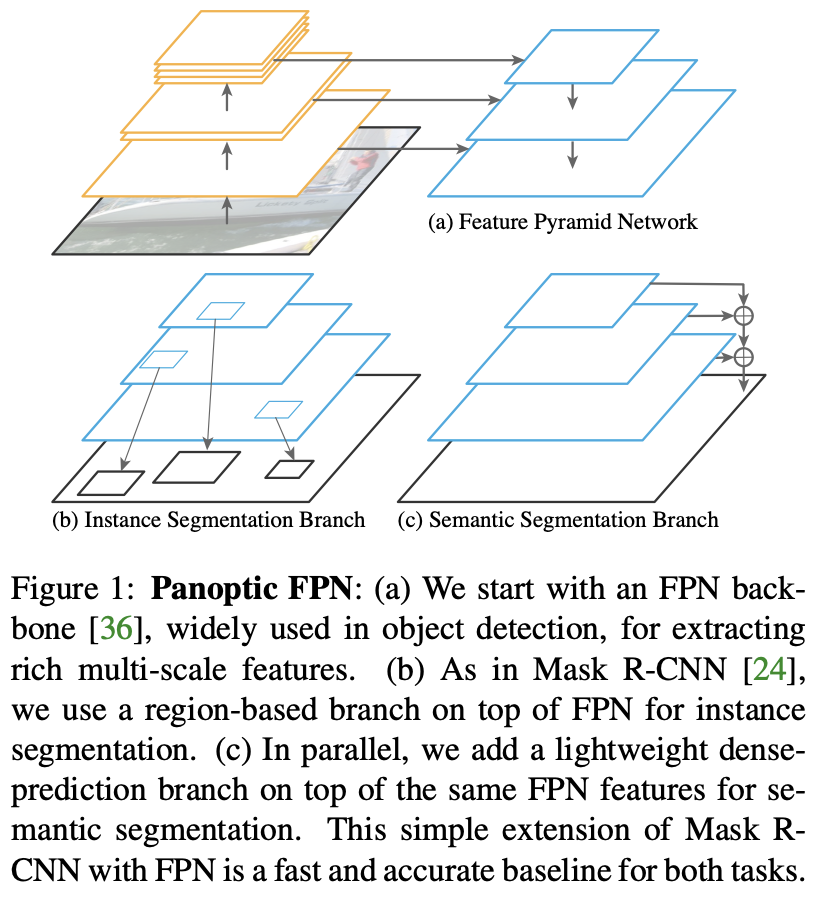 (a) Feature Pyramid Network
(b) Instance Segmentation Branch
(c) Semantic Segmentation Branch
Figure 1: Panoptic FPN: (a) We start with an FPN back-
bone [36], widely used in object detection, for extracting
rich multi-scale features. (b) As in Mask R-CNN [24],
we use a region-based branch on top of FPN for instance
segmentation. (c) In parallel, we add a lightweight dense-
prediction branch on top of the same FPN features for se-
mantic segmentation. This simple extension of Mask R-
CNN with FPN is a fast and accurate baseline for both tasks.